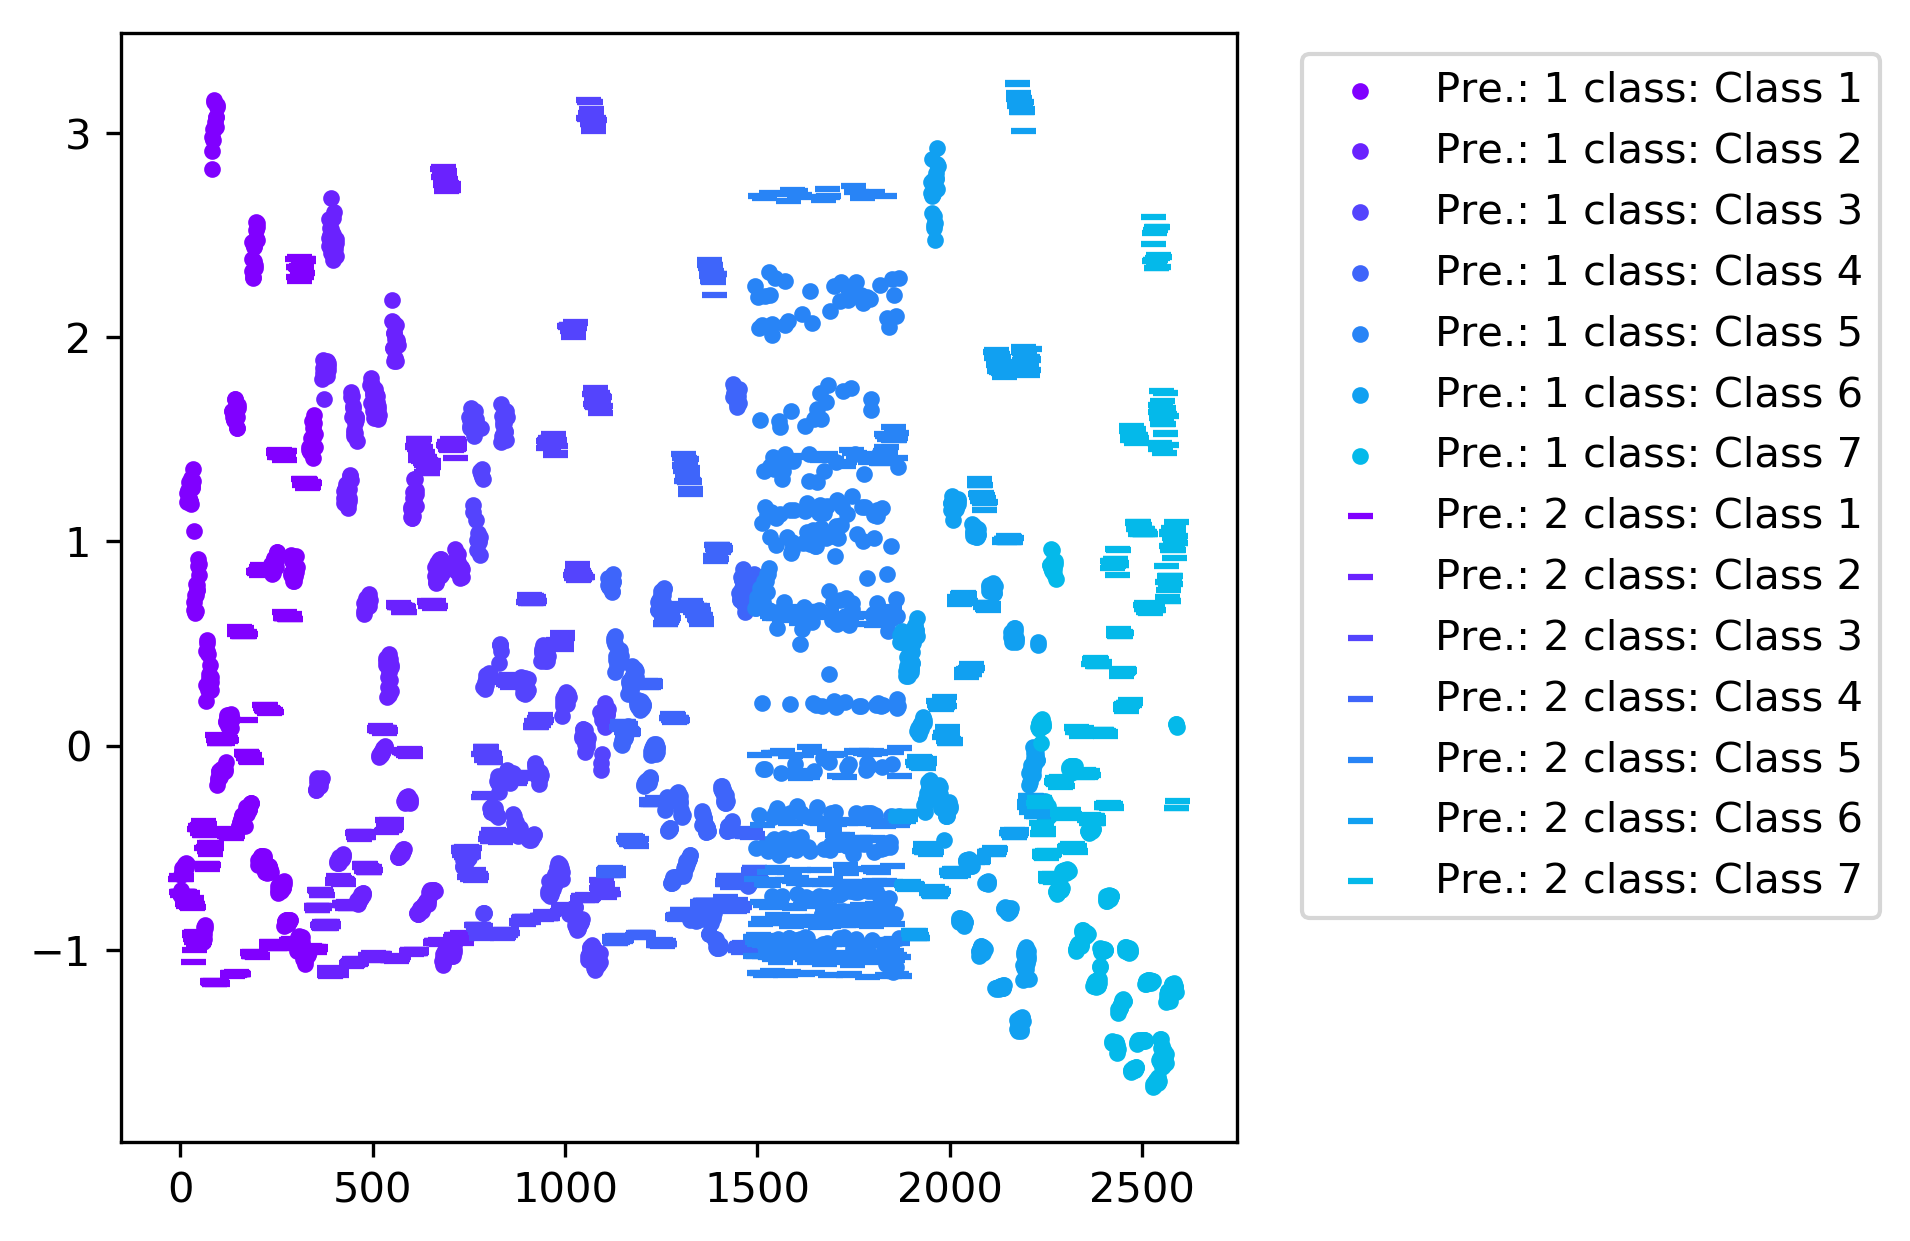 3
2
1
0
−1
0
500
1000
1500
2000
2500
Pre.: 1 class: Class 1
Pre.: 1 class: Class 2
Pre.: 1 class: Class 3
Pre.: 1 class: Class 4
Pre.: 1 class: Class 5
Pre.: 1 class: Class 6
Pre.: 1 class: Class 7
Pre.: 2 class: Class 1
Pre.: 2 class: Class 2
Pre.: 2 class: Class 3
Pre.: 2 class: Class 4
Pre.: 2 class: Class 5
Pre.: 2 class: Class 6
Pre.: 2 class: Class 7